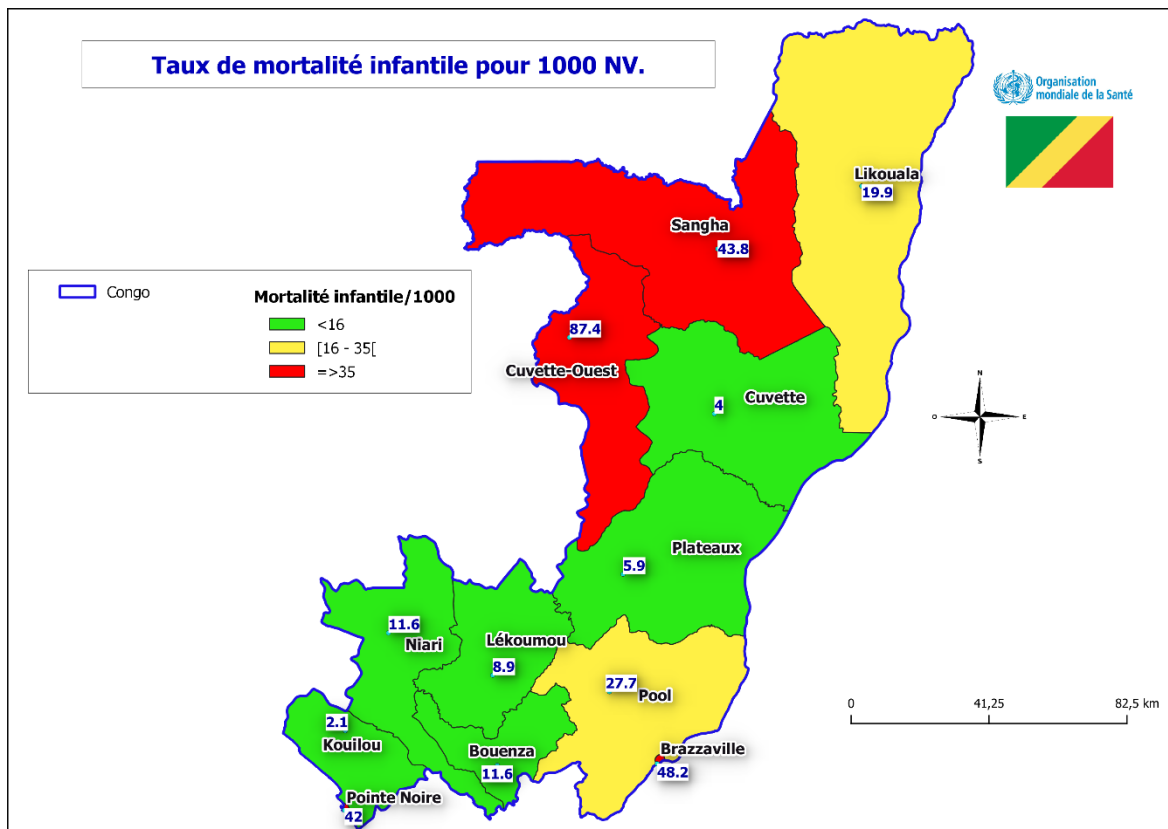 Taux de mortalité infantile pour 1000 NV.
Organisation
mondiale de la Santé
Likouala
19.9
Sangha
43.8
Congo
Mortalité infantile/1000
<16
[16 - 35[
=>35
87.4
Cuvette-Ouest
Cuvette
4
N
O
E
S
Plateaux
5.9
11.6
Niari
Lékoumou
8.9
27.7
Pool
0
41,25
82,5 km
2.1
Kouilou
Bouenza
11.6
Brazzaville
48.2
Pointe Noire
42